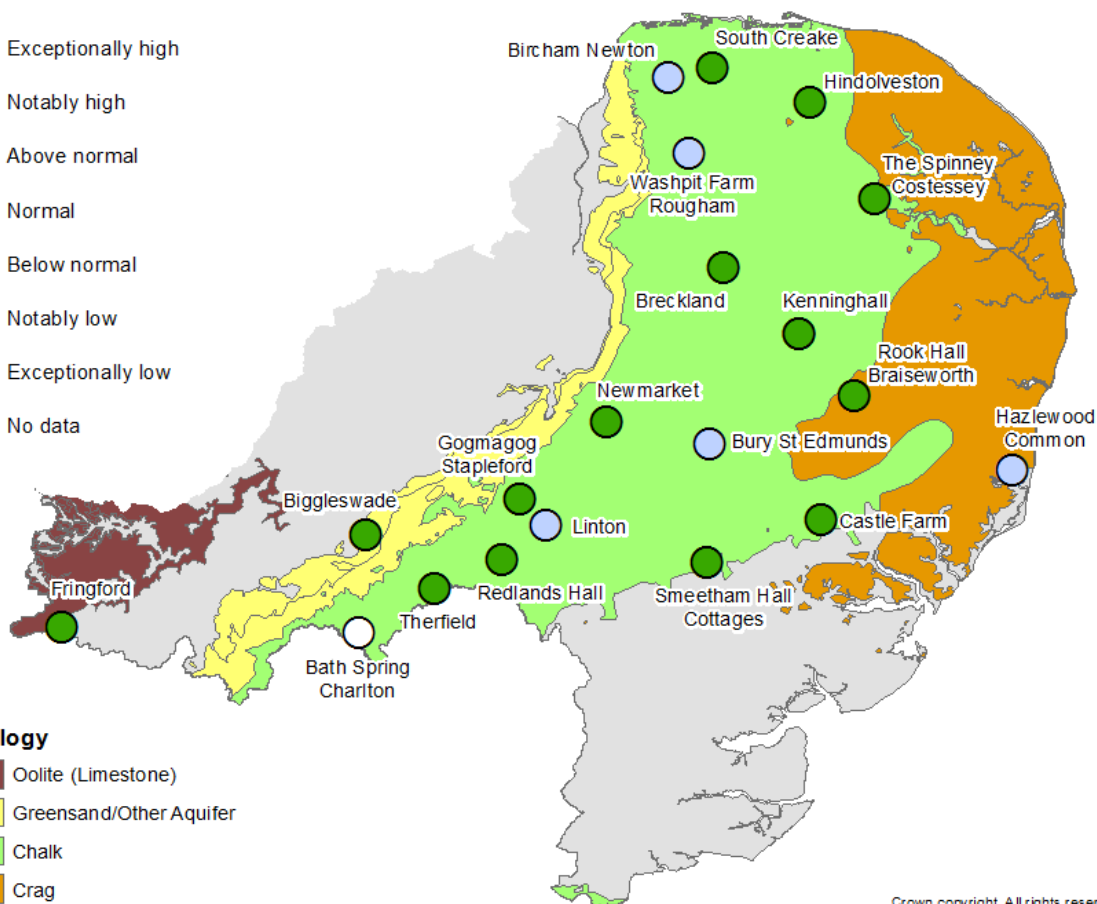 Exceptionally high
Notably high
Above normal
Normal
Below normal
Notably low
Exceptionally low
No data
Bircham Newton
South Creake
Hindolveston
Washpit Farm
Rougham
The Spinney
Costessey
Breckland
Kenninghall
Rook Hall
Braiseworth
Newmarket
Hazlewood
Common
Bury St Edmunds
Gogmagog
Stapleford
Biggleswade
Linton
Castle Farm
Fringford
Redlands Hall
Smeetham Hall
Cottages
Therfield
Bath Spring
Charlton
logy
Oolite (Limestone)
Greensand/Other Aquifer
Chalk
Crag
Crown copyright. All rights reser